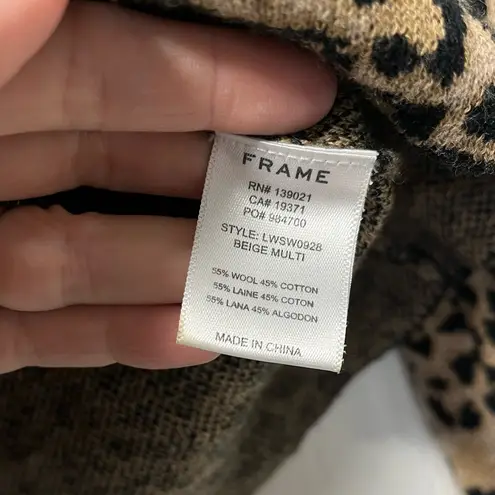 FRAME
RN# 139021
CA# 19371
PO# 984700
STYLE: LWSW0928
BEIGE MULTI
55% WOOL 45% COTTON
55% LAINE 45% COTON
55% LANA 45% ALGODON
MADE IN CHINA